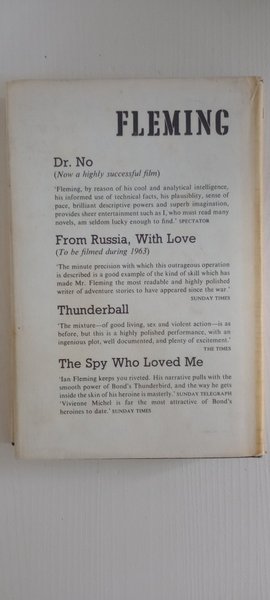 FLEMING
Dr. No
(Now a highly successful film)
'Fleming, by reason of his cool and analytical intelligence,
his informed use of technical facts, his plausibility, sense of
pace, brilliant descriptive powers and superb imagination,
provides sheer entertainment such as I, who must read many
novels, am seldom lucky enough to find.' SPECTATOR
From Russia, With Love
(To be filmed during 1963)
'The minute precision with which this outrageous operation
is described is a good example of the kind of skill which has
made Mr. Fleming the most readable and highly polished
writer of adventure stories to have appeared since the war.'
SUNDAY TIMES
Thunderball
'The mixture—of good living, sex and violent action—is as
before, but this is a highly polished performance, with an
ingenious plot, well documented, and plenty of excitement.'
THE TIMES
The Spy Who Loved Me
'Ian Fleming keeps you riveted. His narrative pulls with the
smooth power of Bond's Thunderbird, and the way he gets
inside the skin of his heroine is masterly.' SUNDAY TELEGRAPH
'Vivienne Michel is far the most attractive of Bond's
heroines to date.' SUNDAY TIMES